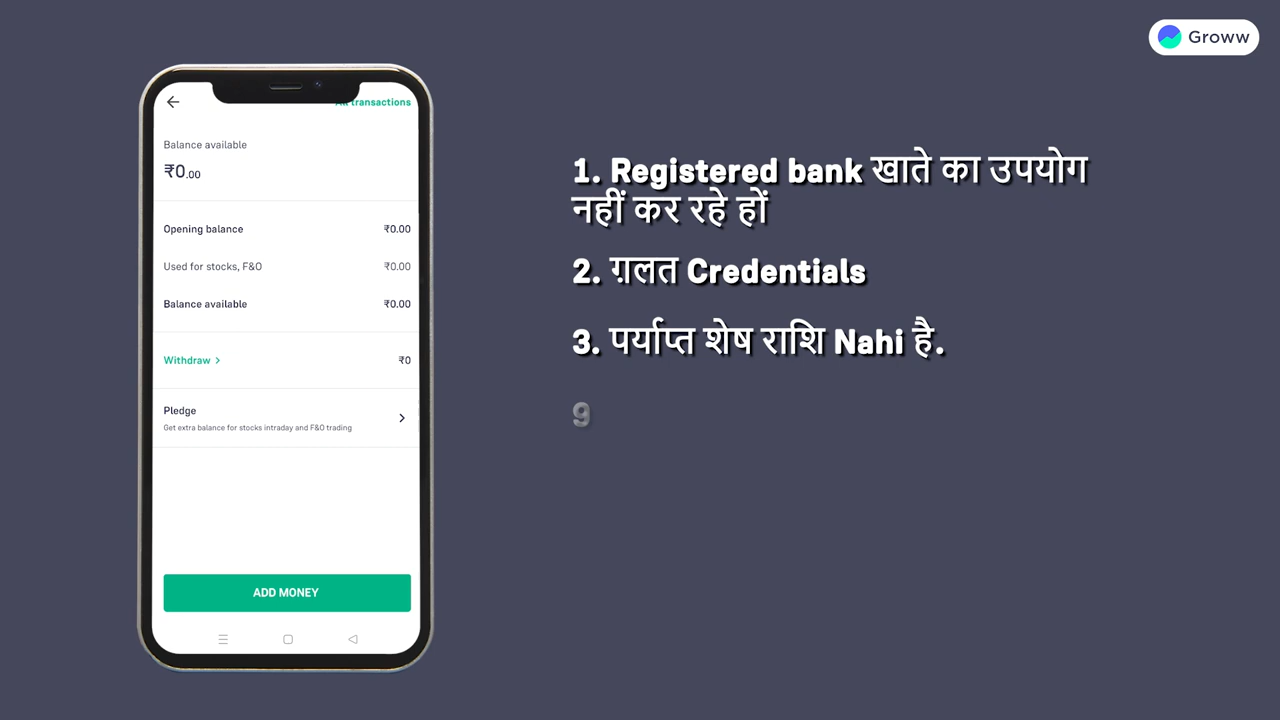 Groww
All transactions
Balance available
₹0.00
Opening balance ₹0.00
Used for stocks, F&O ₹0.00
Balance available ₹0.00
Withdraw > ₹0
Pledge
Get extra balance for stocks intraday and F&O trading
ADD MONEY
1. Registered bank खाते का उपयोग
नहीं कर रहे हों
2. ग़लत Credentials
3. पर्याप्त शेष राशि Nahi है.
9